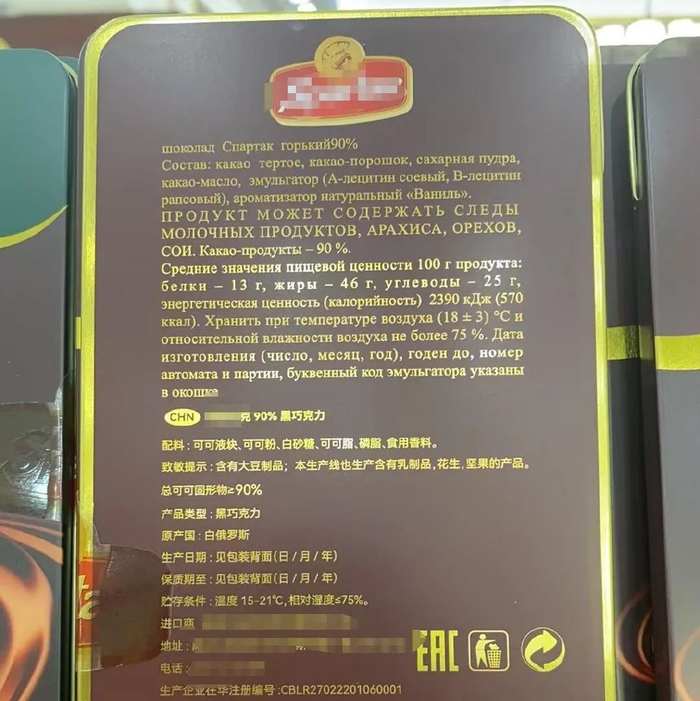 шоколад Спартак горький90%
Состав: какао тертое, какао-порошок, сахарная пудра,
какао-масло, эмульгатор (А-лецитин соевый, В-лецитин
рапсовый), ароматизатор натуральный «Ваниль».
ПРОДУКТ МОЖЕТ СОДЕРЖАТЬ СЛЕДЫ
МОЛОЧНЫХ ПРОДУКТОВ, АРАХИСА, ОРЕХОВ,
СОИ. Какао-продукты – 90 %.
Средние значения пищевой ценности 100 г продукта:
белки – 13 г, жиры – 46 г, углеводы – 25 г,
энергетическая ценность (калорийность) 2390 кДж (570
ккал). Хранить при температуре воздуха (18 ± 3) °C и
относительной влажности воздуха не более 75 %. Дата
изготовления (число, месяц, год), годен до, номер
автомата и партии, буквенный код эмульгатора указаны
в окошке
CHN 克 90% 黑巧克力
配料：可可液块、可可粉、白砂糖、可可脂、磷脂、食用香料。
致敏提示：含有大豆制品；本生产线也生产含有乳制品，花生，坚果的产品。
总可可固形物≥90%
产品类型：黑巧克力
原产国：白俄罗斯
生产日期：见包装背面(日/月/年)
保质期至：见包装背面(日/月/年)
贮存条件：温度 15-21℃,相对湿度≤75%。
进口商
地址：
电话：
生产企业在华注册编号:CBLR27022201060001
EAC